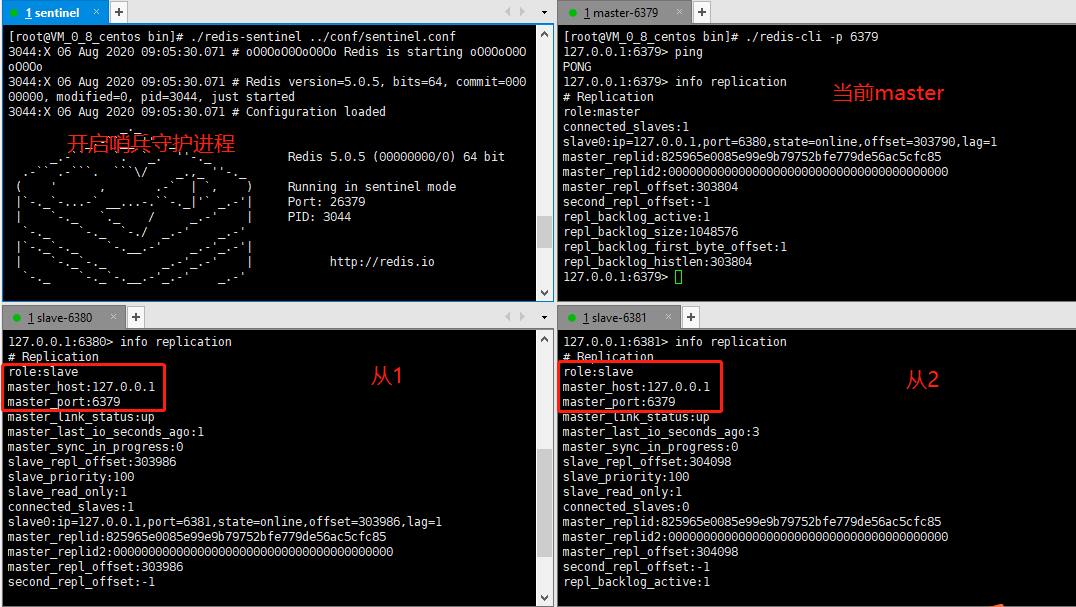 1 sentinel × +
[root@VM_0_8_centos bin]# ./redis-sentinel ../conf/sentinel.conf
3044:X 06 Aug 2020 09:05:30.071 # oO0OoO0OoO0Oo Redis is starting oO0OoO0O
oO0Oo
3044:X 06 Aug 2020 09:05:30.071 # Redis version=5.0.5, bits=64, commit=000
00000, modified=0, pid=3044, just started
3044:X 06 Aug 2020 09:05:30.071 # Configuration loaded
开启哨兵守护进程
Redis 5.0.5 (00000000/0) 64 bit
Running in sentinel mode
Port: 26379
PID: 3044
http://redis.io
1 master-6379 × +
[root@VM_0_8_centos bin]# ./redis-cli -p 6379
127.0.0.1:6379> ping
PONG
127.0.0.1:6379> info replication
当前master
# Replication
role:master
connected_slaves:1
slave0:ip=127.0.0.1,port=6380,state=online,offset=303790,lag=1
master_replid:825965e0085e99e9b79752bfe779de56ac5cfc85
master_replid2:0000000000000000000000000000000000000000
master_repl_offset:303804
second_repl_offset:-1
repl_backlog_active:1
repl_backlog_size:1048576
repl_backlog_first_byte_offset:1
repl_backlog_histlen:303804
127.0.0.1:6379>
1 slave-6380 × +
127.0.0.1:6380> info replication
# Replication
role:slave
从1
master_host:127.0.0.1
master_port:6379
master_link_status:up
master_last_io_seconds_ago:1
master_sync_in_progress:0
slave_repl_offset:303986
slave_priority:100
slave_read_only:1
connected_slaves:1
slave0:ip=127.0.0.1,port=6381,state=online,offset=303986,lag=1
master_replid:825965e0085e99e9b79752bfe779de56ac5cfc85
master_replid2:0000000000000000000000000000000000000000
master_repl_offset:303986
second_repl_offset:-1
1 slave-6381 × +
127.0.0.1:6381> info replication
# Replication
role:slave
从2
master_host:127.0.0.1
master_port:6379
master_link_status:up
master_last_io_seconds_ago:3
master_sync_in_progress:0
slave_repl_offset:304098
slave_priority:100
slave_read_only:1
connected_slaves:0
master_replid:825965e0085e99e9b79752bfe779de56ac5cfc85
master_replid2:0000000000000000000000000000000000000000
master_repl_offset:304098
second_repl_offset:-1
repl_backlog_active:1